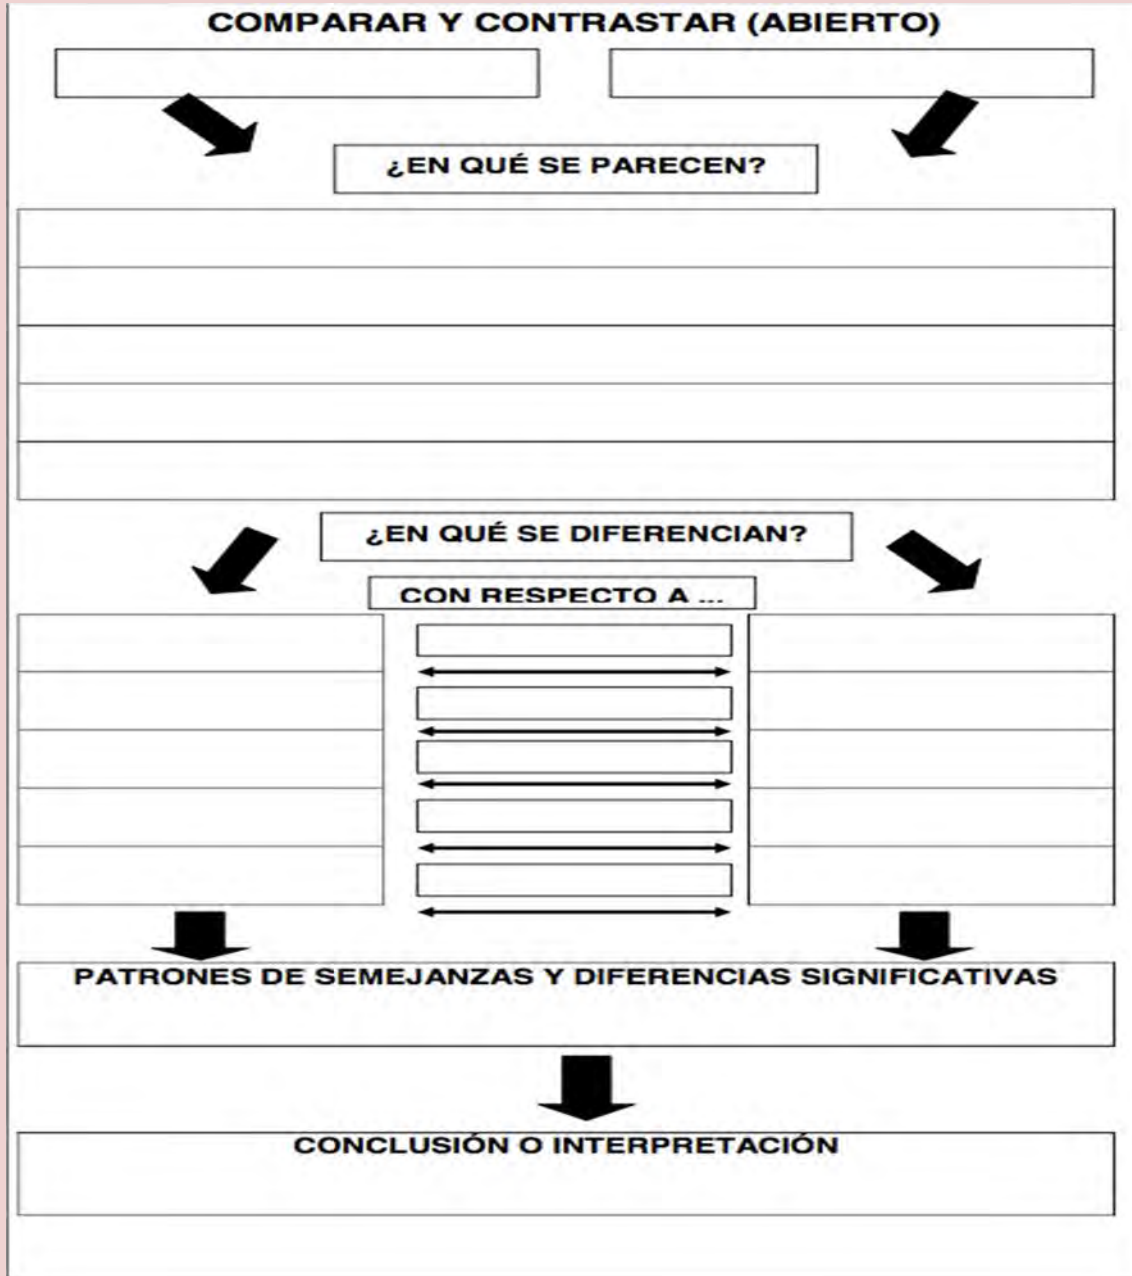 COMPARAR Y CONTRASTAR (ABIERTO)
¿EN QUÉ SE PARECEN?
¿EN QUÉ SE DIFERENCIAN?
CON RESPECTO A ...
PATRONES DE SEMEJANZAS Y DIFERENCIAS SIGNIFICATIVAS
CONCLUSIÓN O INTERPRETACIÓN